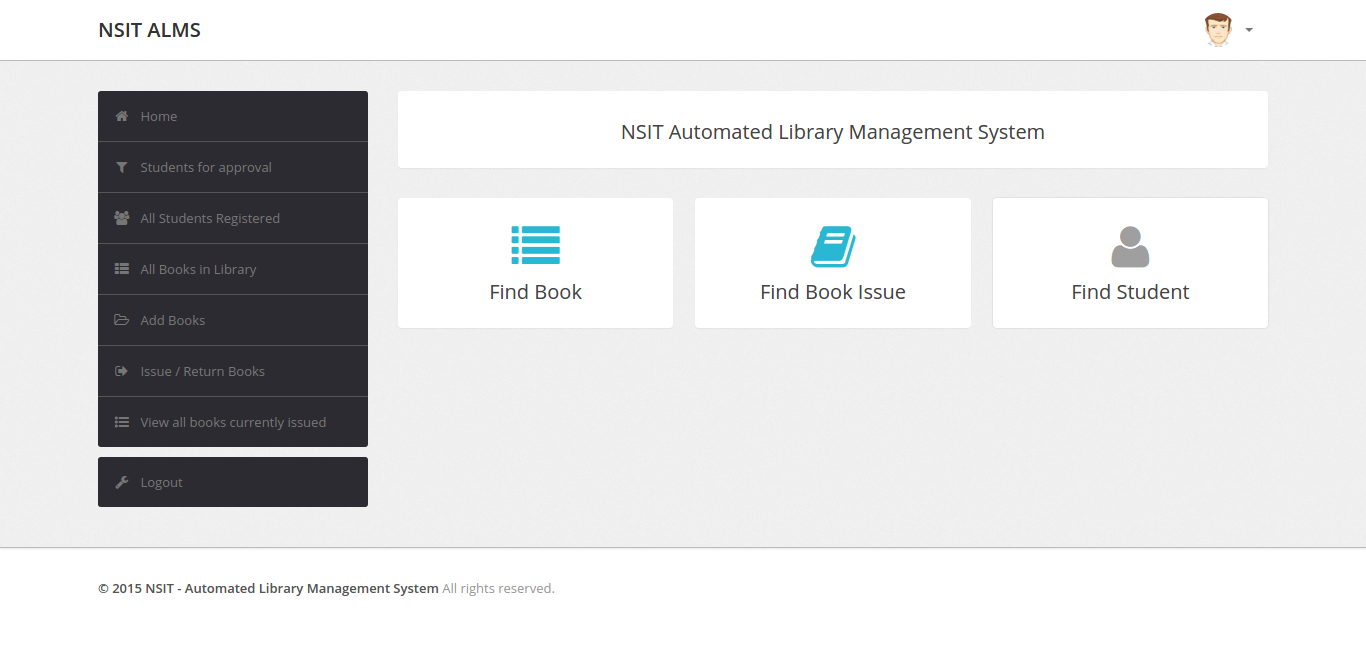 NSIT ALMS
Home
Students for approval
All Students Registered
All Books in Library
Add Books
Issue / Return Books
View all books currently issued
Logout
NSIT Automated Library Management System
Find Book
Find Book Issue
Find Student
© 2015 NSIT - Automated Library Management System All rights reserved.